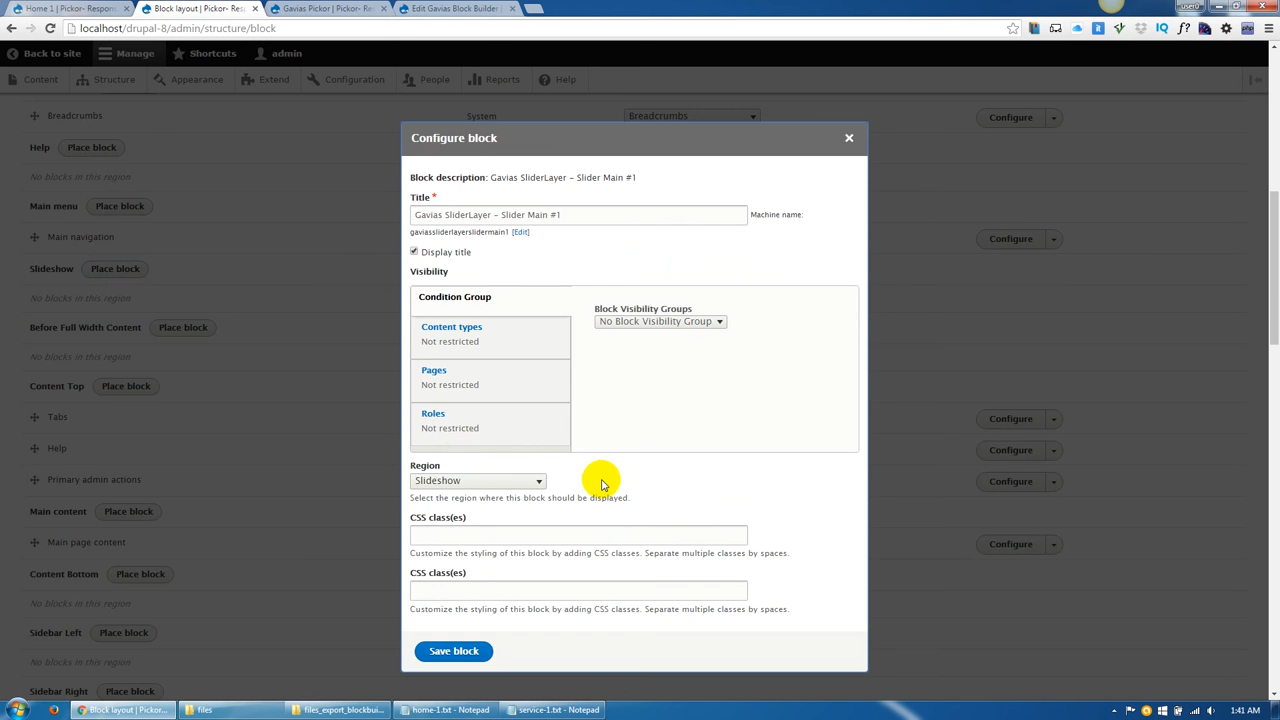 Home 1 | Pickor- Respon
Block layout | Pickor- Res
Gavias Pickor | Pickor- Re
Edit Gavias Block Builder |
user0
localhost/drupal-8/admin/structure/block
Back to site
Manage
Shortcuts
admin
Content
Structure
Appearance
Extend
Configuration
People
Reports
Help
Breadcrumbs
System
Breadcrumbs
Configure
Help
Place block
No blocks in this region
Main menu
Place block
Main navigation
Configure
Slideshow
Place block
No blocks in this region
Before Full Width Content
Place block
No blocks in this region
Content Top
Place block
Tabs
Configure
Help
Configure
Primary admin actions
Configure
Main content
Place block
Main page content
Configure
Content Bottom
Place block
No blocks in this region
Sidebar Left
Place block
No blocks in this region
Sidebar Right
Place block
Configure block
Block description: Gavias SliderLayer – Slider Main #1
Title*
Gavias SliderLayer – Slider Main #1
Machine name:
gaviassliderlayerslidermain1 [Edit]
Display title
Visibility
Condition Group
Content types
Not restricted
Pages
Not restricted
Roles
Not restricted
Block Visibility Groups
No Block Visibility Group
Region
Slideshow
Select the region where this block should be displayed.
CSS class(es)
Customize the styling of this block by adding CSS classes. Separate multiple classes by spaces.
CSS class(es)
Customize the styling of this block by adding CSS classes. Separate multiple classes by spaces.
Save block
Block layout | Pickor...
files
files_export_blockbui...
home-1.txt - Notepad
service-1.txt - Notepad
1:41 AM